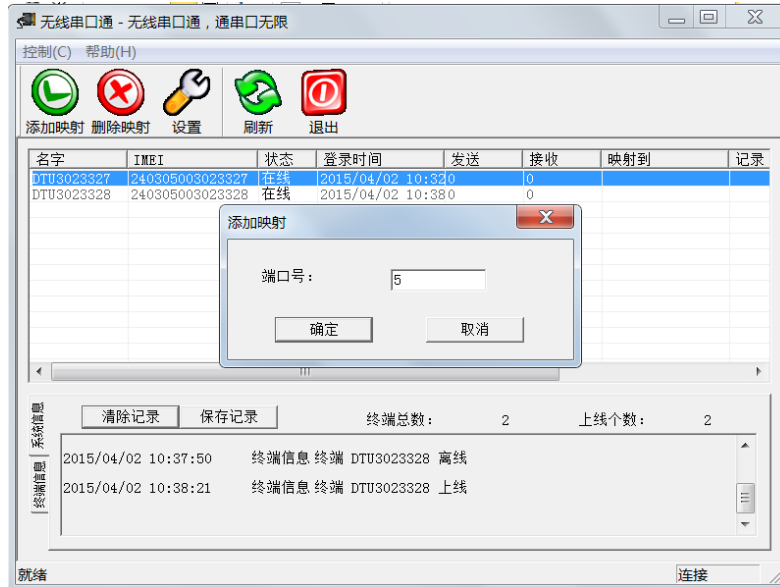 无线串口通 - 无线串口通，通串口无限
控制(C) 帮助(H)
添加映射 删除映射 设置 刷新 退出
名字 IMEI 状态 登录时间 发送 接收 映射到 记录
DTU3023327 240305003023327 在线 2015/04/02 10:32 0 0
DTU3023328 240305003023328 在线 2015/04/02 10:38 0 0
添加映射
端口号： 5
确定 取消
系统信息
终端信息
清除记录 保存记录 终端总数： 2 上线个数： 2
2015/04/02 10:37:50 终端信息 终端 DTU3023328 离线
2015/04/02 10:38:21 终端信息 终端 DTU3023328 上线
就绪 连接